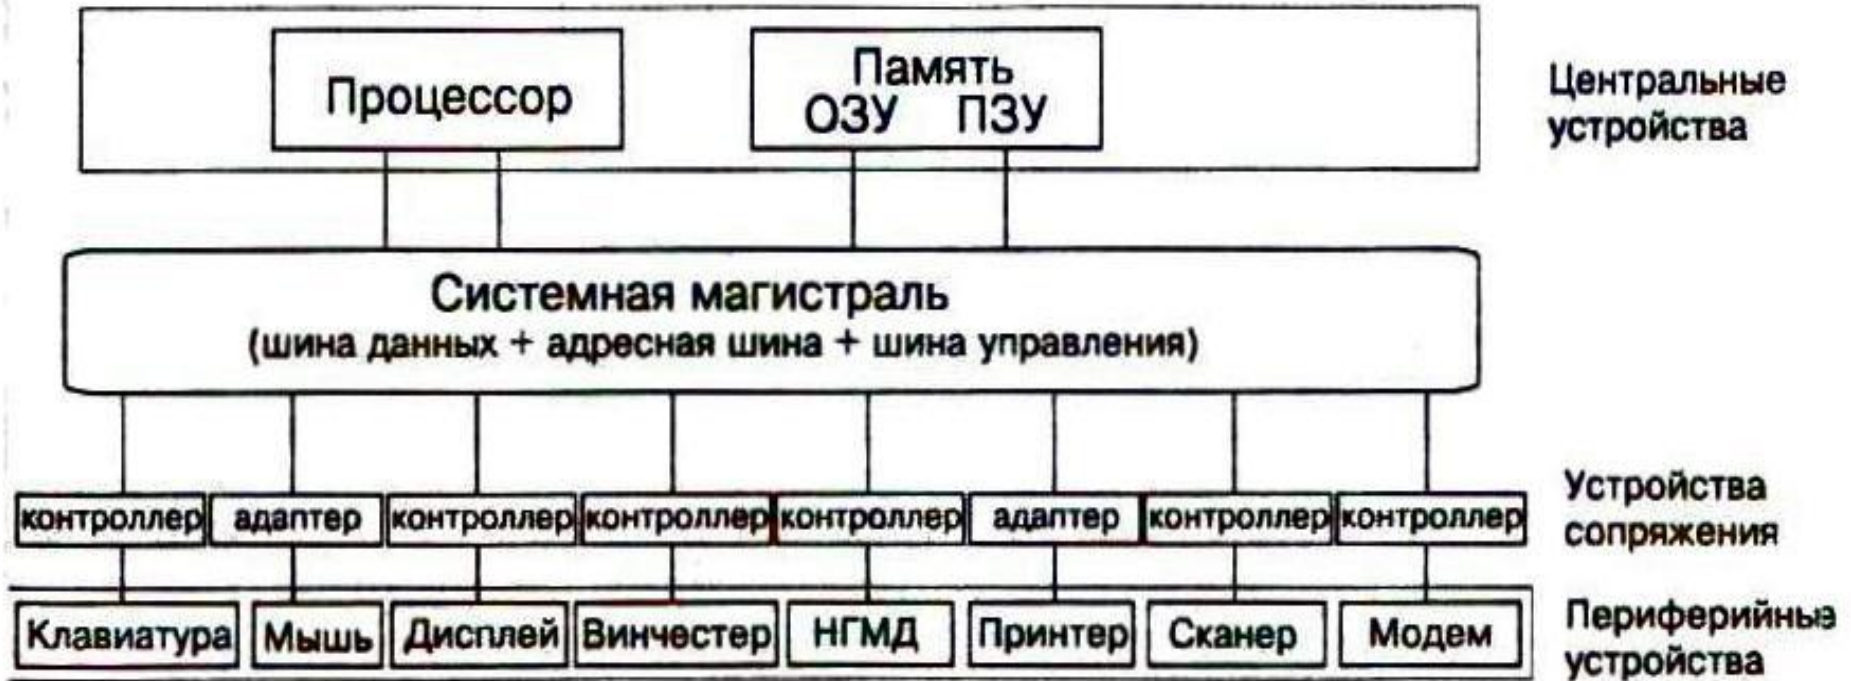 Процессор
Память
ОЗУ ПЗУ
Центральные
устройства
Системная магистраль
(шина данных + адресная шина + шина управления)
контроллер адаптер контроллер контроллер контроллер адаптер контроллер контроллер
Устройства
сопряжения
Клавиатура Мышь Дисплей Винчестер НГМД Принтер Сканер Модем
Периферийные
устройства